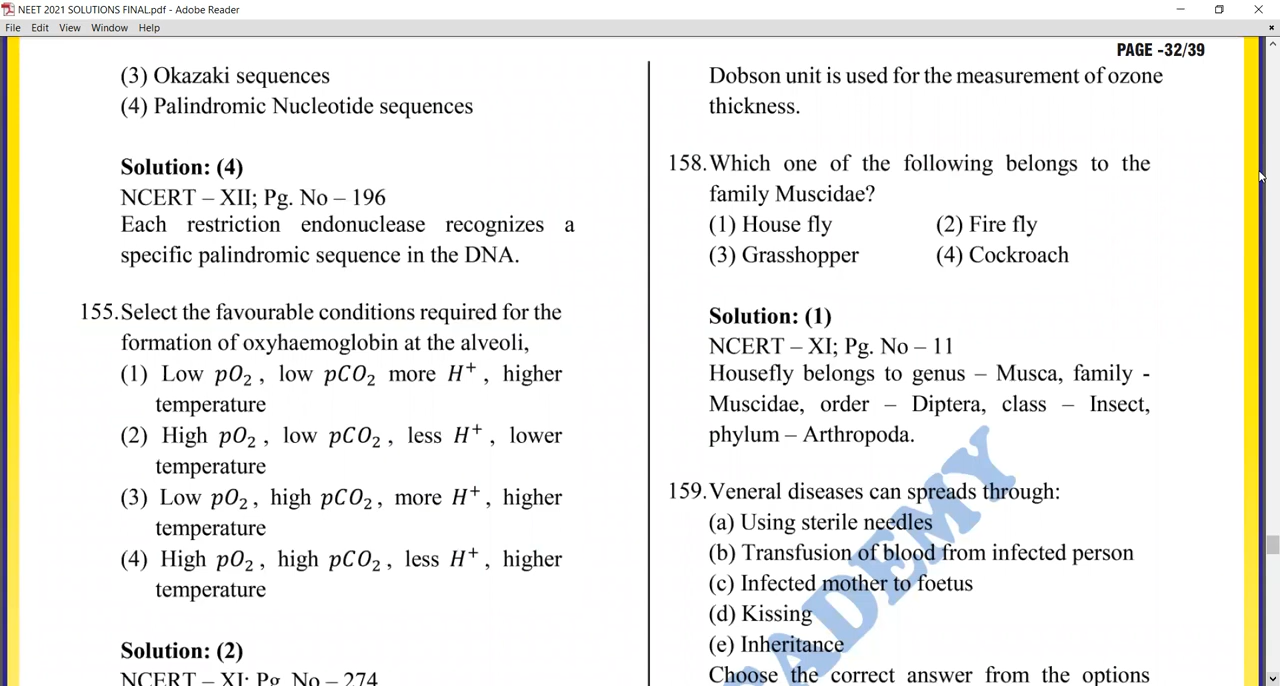 NEET 2021 SOLUTIONS FINAL.pdf - Adobe Reader
File Edit View Window Help
PAGE -32/39
(3) Okazaki sequences
(4) Palindromic Nucleotide sequences
Solution: (4)
NCERT – XII; Pg. No – 196
Each restriction endonuclease recognizes a
specific palindromic sequence in the DNA.
155.Select the favourable conditions required for the
formation of oxyhaemoglobin at the alveoli,
(1) Low pO₂, low pCO₂ more H⁺, higher
temperature
(2) High pO₂, low pCO₂, less H⁺, lower
temperature
(3) Low pO₂, high pCO₂, more H⁺, higher
temperature
(4) High pO₂, high pCO₂, less H⁺, higher
temperature
Solution: (2)
NCERT – XI; Pg. No – 274
Dobson unit is used for the measurement of ozone
thickness.
158.Which one of the following belongs to the
family Muscidae?
(1) House fly (2) Fire fly
(3) Grasshopper (4) Cockroach
Solution: (1)
NCERT – XI; Pg. No – 11
Housefly belongs to genus – Musca, family -
Muscidae, order – Diptera, class – Insect,
phylum – Arthropoda.
159.Veneral diseases can spreads through:
(a) Using sterile needles
(b) Transfusion of blood from infected person
(c) Infected mother to foetus
(d) Kissing
(e) Inheritance
Choose the correct answer from the options